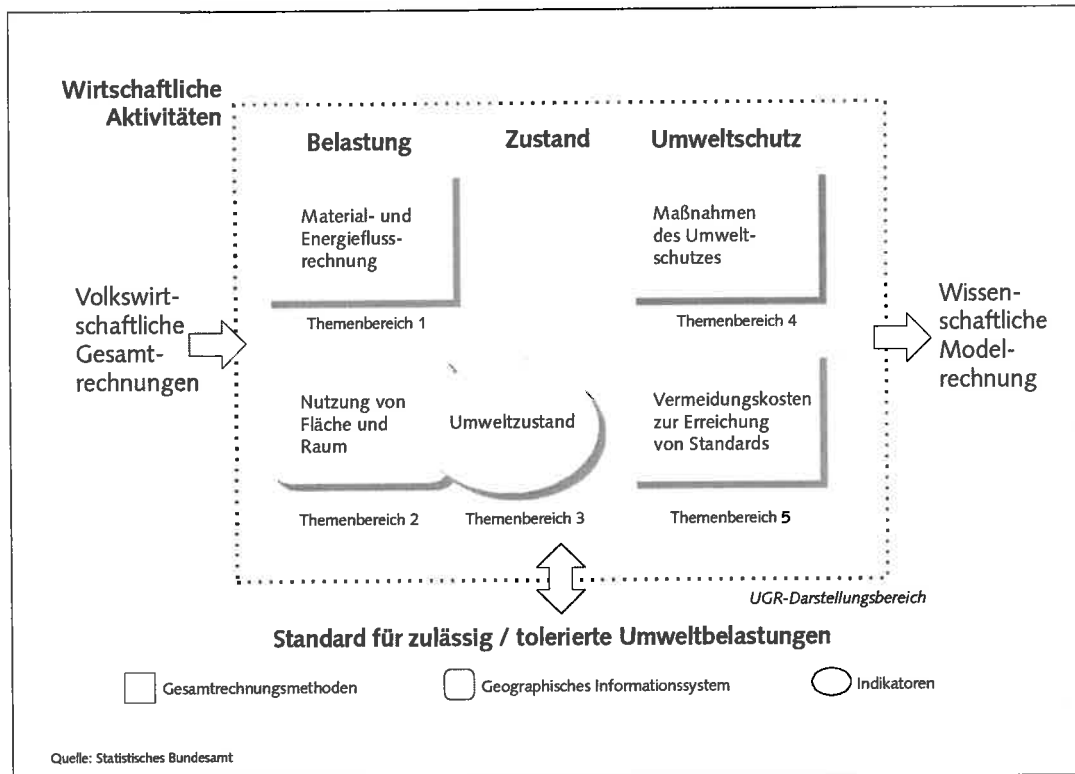 Wirtschaftliche
Aktivitäten
Belastung
Zustand
Umweltschutz
Material- und
Energiefluss-
rechnung
Themenbereich 1
Maßnahmen
des Umwelt-
schutzes
Themenbereich 4
Volkswirt-
schaftliche
Gesamt-
rechnungen
Wissen-
schaftliche
Model-
rechnung
Nutzung von
Fläche und
Raum
Themenbereich 2
Umweltzustand
Themenbereich 3
Vermeidungskosten
zur Erreichung
von Standards
Themenbereich 5
UGR-Darstellungsbereich
Standard für zulässig / tolerierte Umweltbelastungen
Gesamtrechnungsmethoden
Geographisches Informationssystem
Indikatoren
Quelle: Statistisches Bundesamt